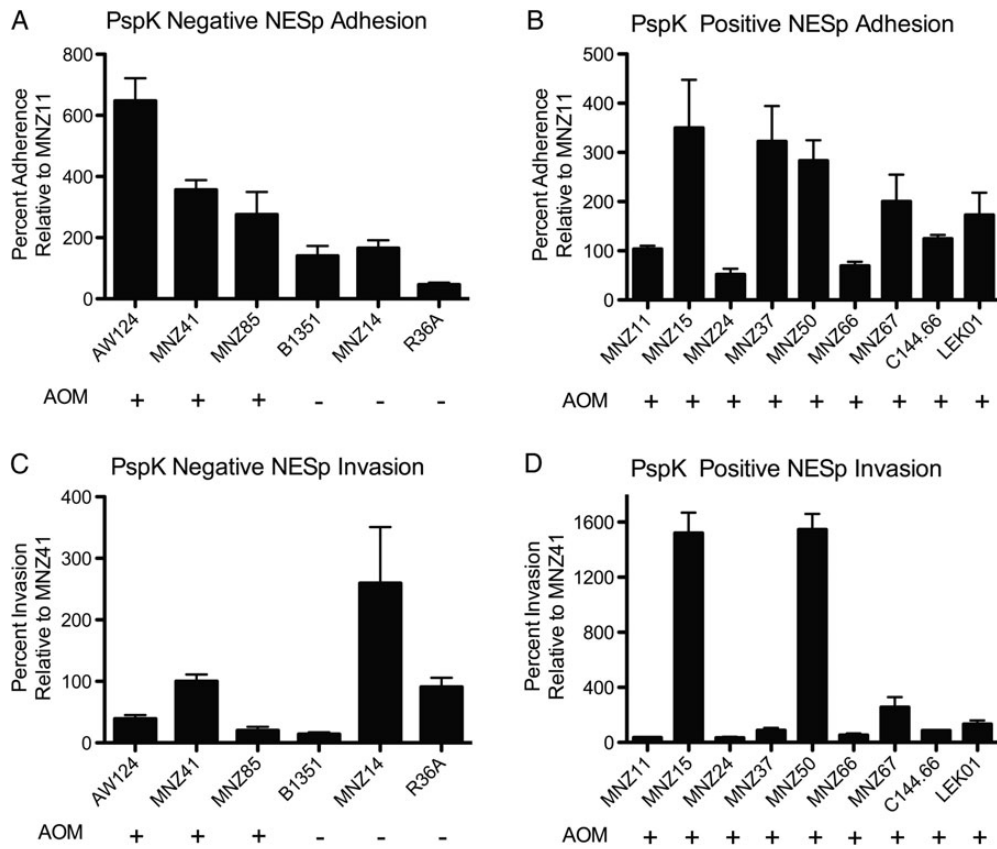 A
PspK Negative NESp Adhesion
Percent Adherence
Relative to MNZ11
800
600
400
200
0
AW124
MNZ41
MNZ85
B1351
MNZ14
R36A
AOM + + + - - -
B
PspK Positive NESp Adhesion
Percent Adherence
Relative to MNZ11
500
400
300
200
100
0
MNZ11
MNZ15
MNZ24
MNZ37
MNZ50
MNZ66
MNZ67
C144.66
LEK01
AOM + + + + + + + + +
C
PspK Negative NESp Invasion
Percent Invasion
Relative to MNZ41
400
300
200
100
0
AW124
MNZ41
MNZ85
B1351
MNZ14
R36A
AOM + + + - - -
D
PspK Positive NESp Invasion
Percent Invasion
Relative to MNZ41
1600
1200
800
400
0
MNZ11
MNZ15
MNZ24
MNZ37
MNZ50
MNZ66
MNZ67
C144.66
LEK01
AOM + + + + + + + + +